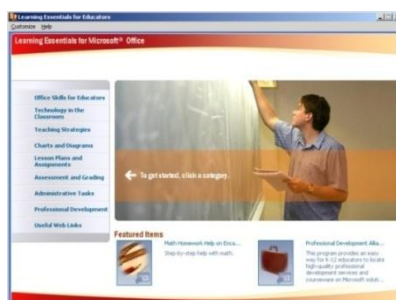 Learning Essentials for Educators
Customize Help
Learning Essentials for Microsoft® Office
Office Skills for Educators
Technology in the
Classroom
Teaching Strategies
Charts and Diagrams
Lesson Plans and
Assignments
Assessment and Grading
Administrative Tasks
Professional Development
Useful Web Links
To get started, click a category.
Featured Items
Math Homework Help on Enca...
Step-by-step help with math.
Professional Development Allia...
This program provides an easy
way for K-12 educators to locate
high-quality professional
development services and
courseware on Microsoft soluti...